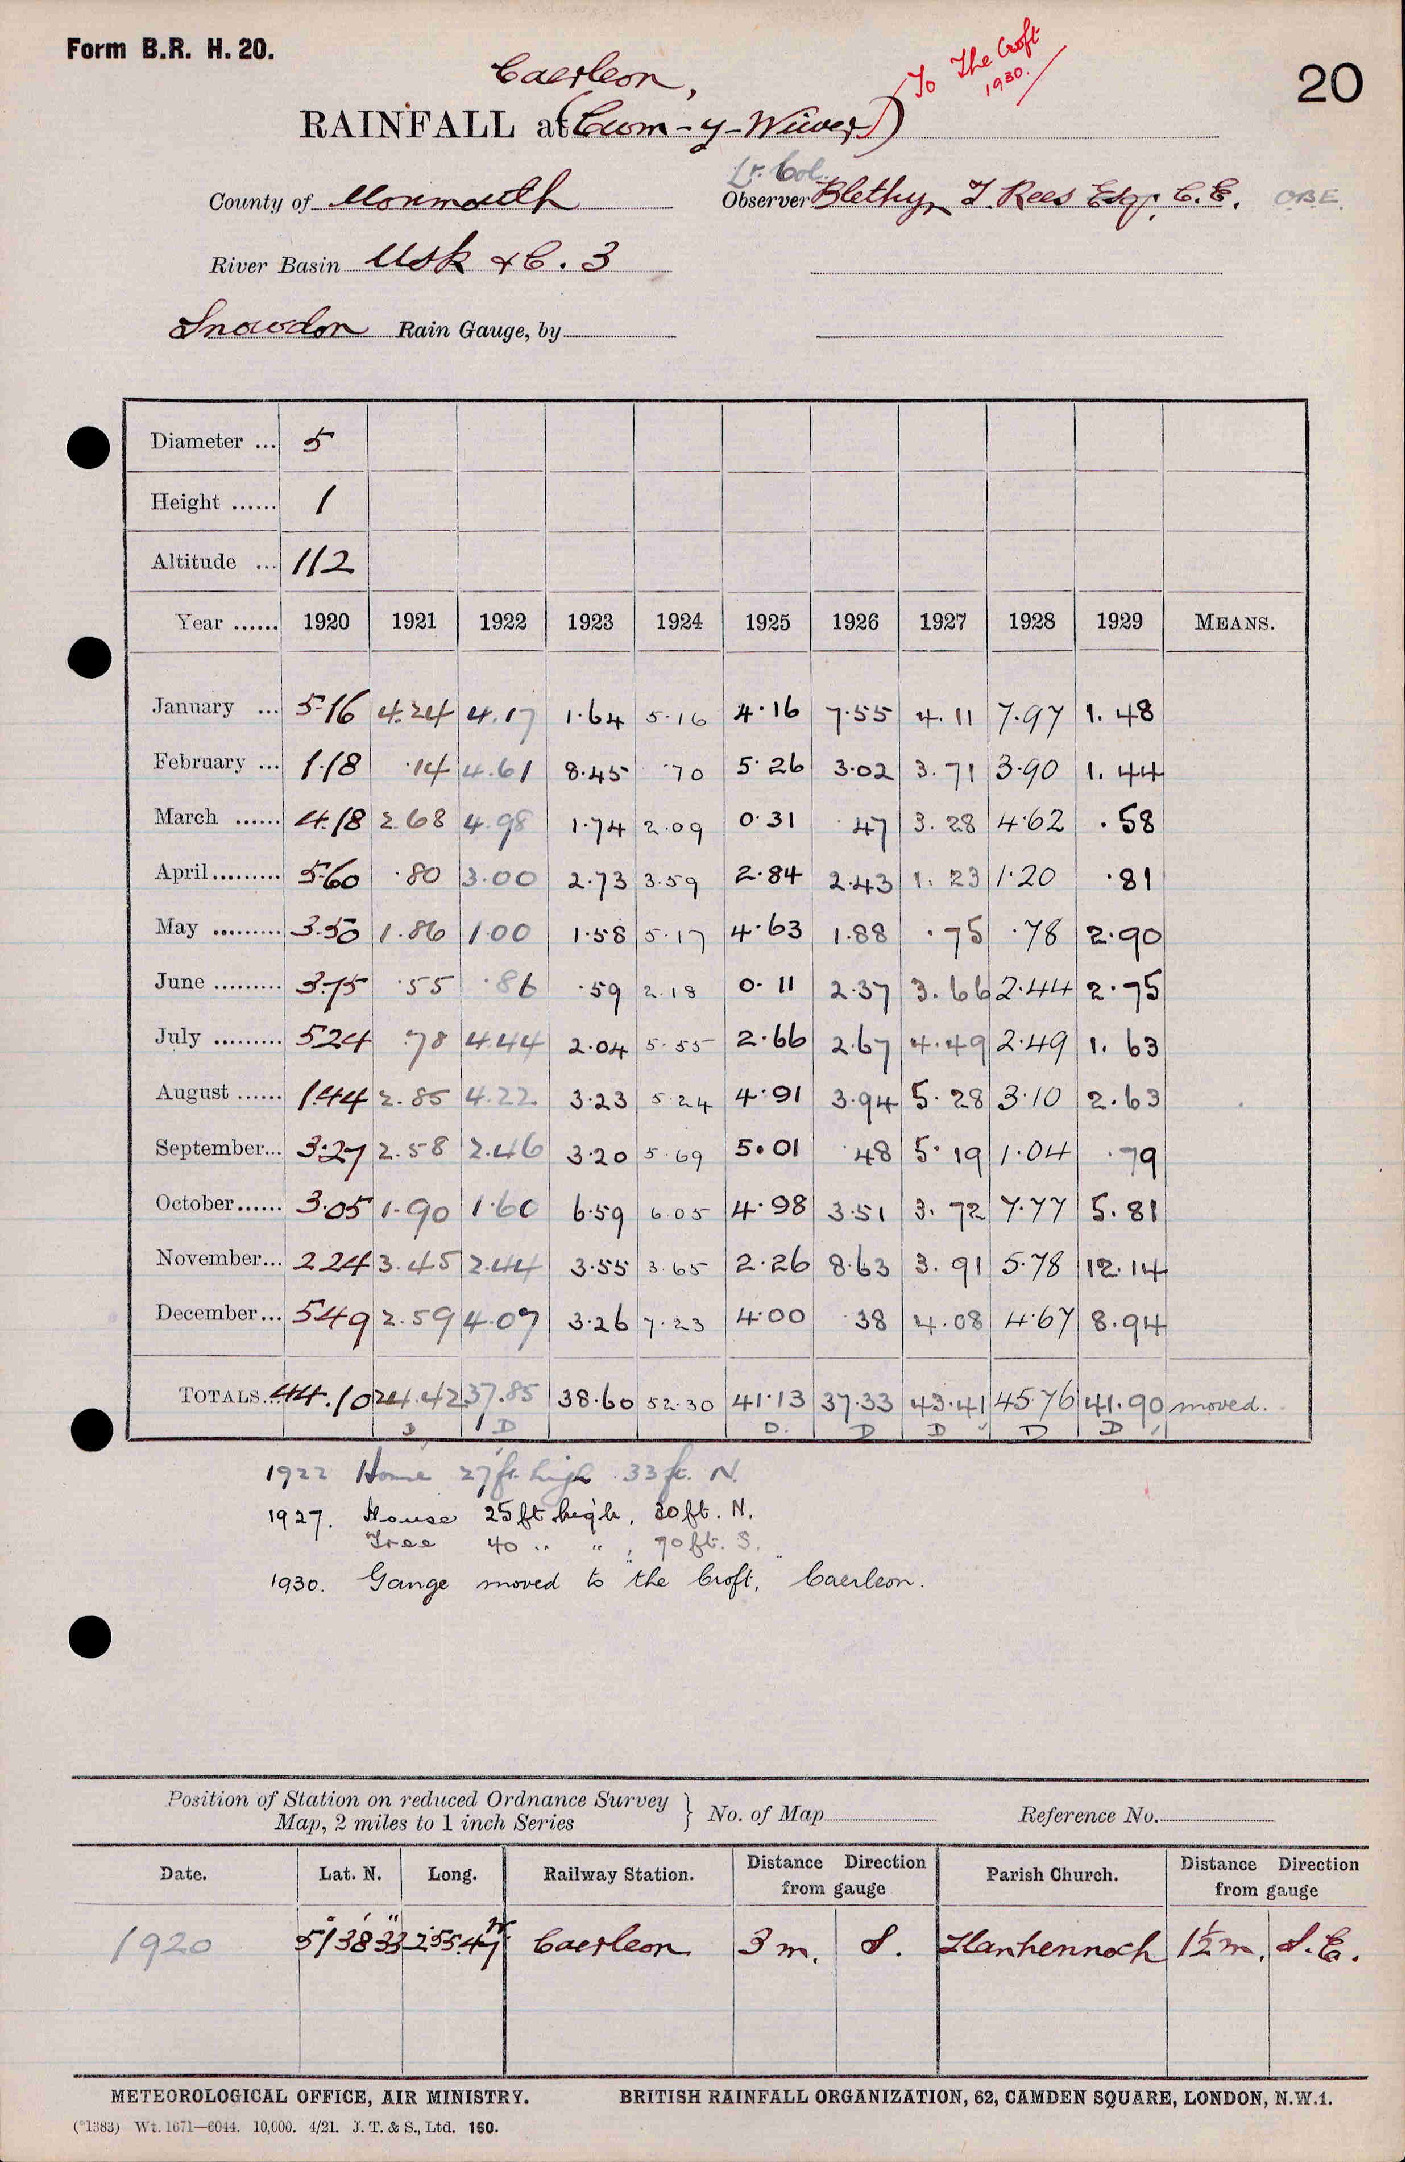 Form B.R. H. 20.
20
Caerleon,
To The Croft
1930.
RAINFALL at (Cwm-y-Wiwer)
Lt. Col.
County of Monmouth Observer Blethyn T. Rees Esq. C.E. OBE.
River Basin Usk & C. 3
Snowdon Rain Gauge, by
Diameter ... 5
Height ...... 1
Altitude ... 112
Year ...... 1920 1921 1922 1923 1924 1925 1926 1927 1928 1929 MEANS.
January ... 5.16 4.24 4.17 1.64 5.16 4.16 7.55 4.11 7.97 1.48
February ... 1.18 .14 4.61 8.45 .70 5.26 3.02 3.71 3.90 1.44
March ...... 4.18 2.68 4.98 1.74 2.09 0.31 .47 3.28 4.62 .58
April ......... 5.60 .80 3.00 2.73 3.59 2.84 2.43 1.23 1.20 .81
May ......... 3.50 1.86 1.00 1.58 5.17 4.63 1.88 .75 .78 2.90
June ......... 3.75 .55 .86 .59 2.18 0.11 2.37 3.66 2.44 2.75
July ......... 5.24 .78 4.44 2.04 5.55 2.66 2.67 4.49 2.49 1.63
August ...... 1.44 2.85 4.22 3.23 5.24 4.91 3.94 5.28 3.10 2.63
September... 3.27 2.58 2.46 3.20 5.69 5.01 .48 5.19 1.04 .79
October...... 3.05 1.90 1.60 6.59 6.05 4.98 3.51 3.72 7.77 5.81
November... 2.24 3.45 2.44 3.55 3.65 2.26 8.63 3.91 5.78 12.14
December... 5.49 2.59 4.07 3.26 7.23 4.00 .38 4.08 4.67 8.94
TOTALS... 44.10 24.42 37.85 38.60 52.30 41.13 37.33 43.41 45.76 41.90 moved.
D D D. D D D D
1922 House 27ft. high 33ft. N.
1927. House 25ft high, 30ft. N.
Tree 40 " " , 70ft. S.
1930. Gauge moved to "The Croft," Caerleon.
Position of Station on reduced Ordnance Survey Map, 2 miles to 1 inch Series } No. of Map Reference No.
Date. Lat. N. Long. Railway Station. Distance Direction from gauge Parish Church. Distance Direction from gauge
1920 51° 38' 33" 2 55 47 W Caerleon 3 m. S. Llanhennoch 1½ m. S.E.
METEOROLOGICAL OFFICE, AIR MINISTRY. BRITISH RAINFALL ORGANIZATION, 62, CAMDEN SQUARE, LONDON, N.W.1.
(*1383) Wt. 1671—6044. 10,000. 4/21. J. T. & S., Ltd. 160.